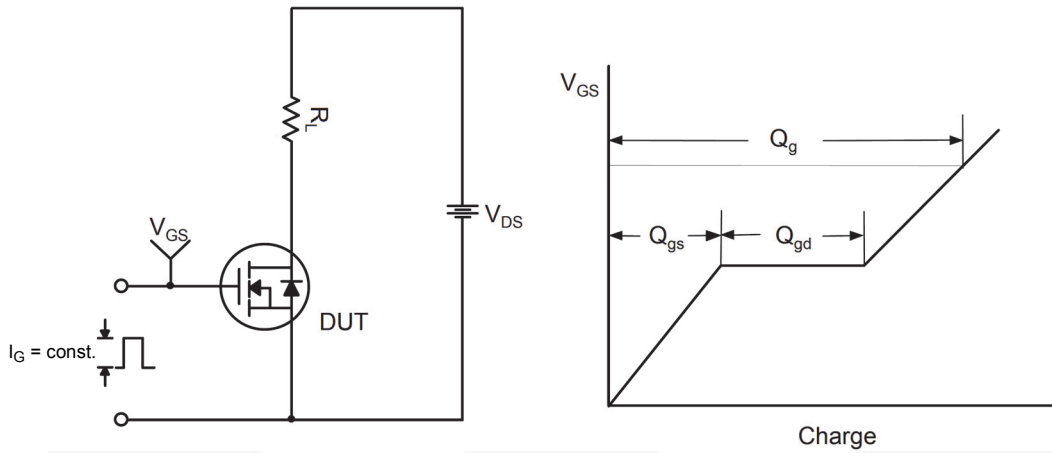 R_L
V_GS
V_DS
DUT
I_G = const.
V_GS
Q_g
Q_gs
Q_gd
Charge